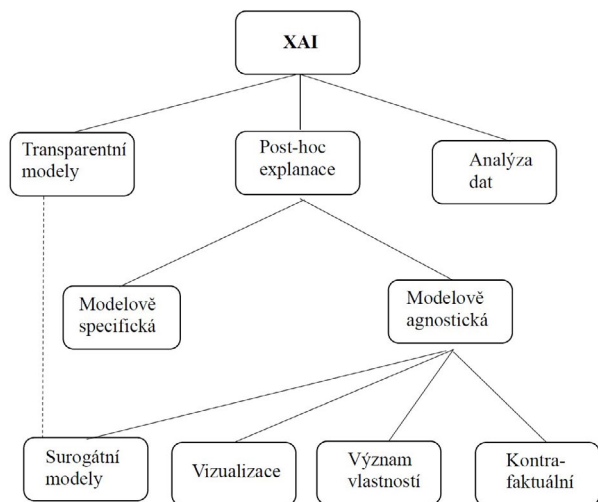 XAI
Transparentní
modely
Post-hoc
explanace
Analýza
dat
Modelově
specifická
Modelově
agnostická
Surogátní
modely
Vizualizace
Význam
vlastností
Kontra-
faktuální